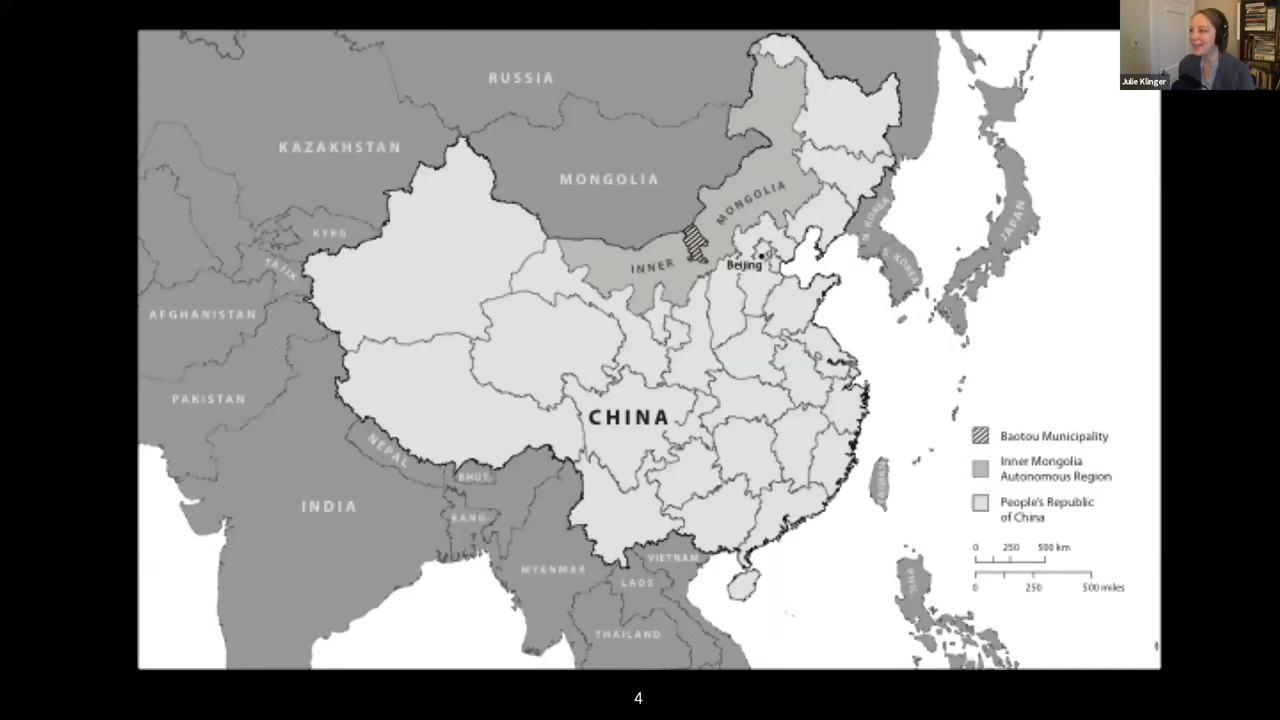 Julie Klinger
RUSSIA
KAZAKHSTAN
MONGOLIA
MONGOLIA
INNER
KYRG.
TAJIK.
N. KOREA
S. KOREA
JAPAN
Beijing
AFGHANISTAN
PAKISTAN
CHINA
NEPAL
BHUT.
INDIA
BANG.
TAIWAN
MYANMAR
VIETNAM
LAOS
THAILAND
PHIL.
Baotou Municipality
Inner Mongolia
Autonomous Region
People's Republic
of China
0 250 500 km
0 250 500 miles
4